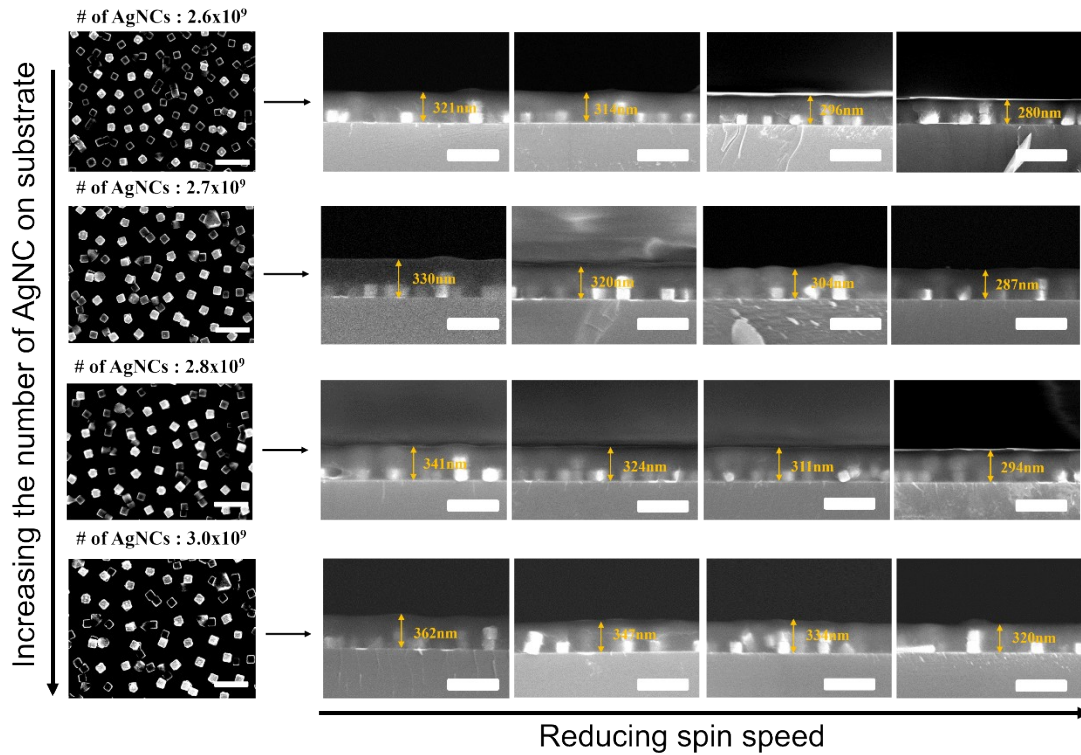 # of AgNCs : 2.6x10⁹
321nm
314nm
296nm
280nm
# of AgNCs : 2.7x10⁹
330nm
320nm
304nm
287nm
# of AgNCs : 2.8x10⁹
341nm
324nm
311nm
294nm
# of AgNCs : 3.0x10⁹
362nm
347nm
334nm
320nm
Increasing the number of AgNC on substrate
Reducing spin speed